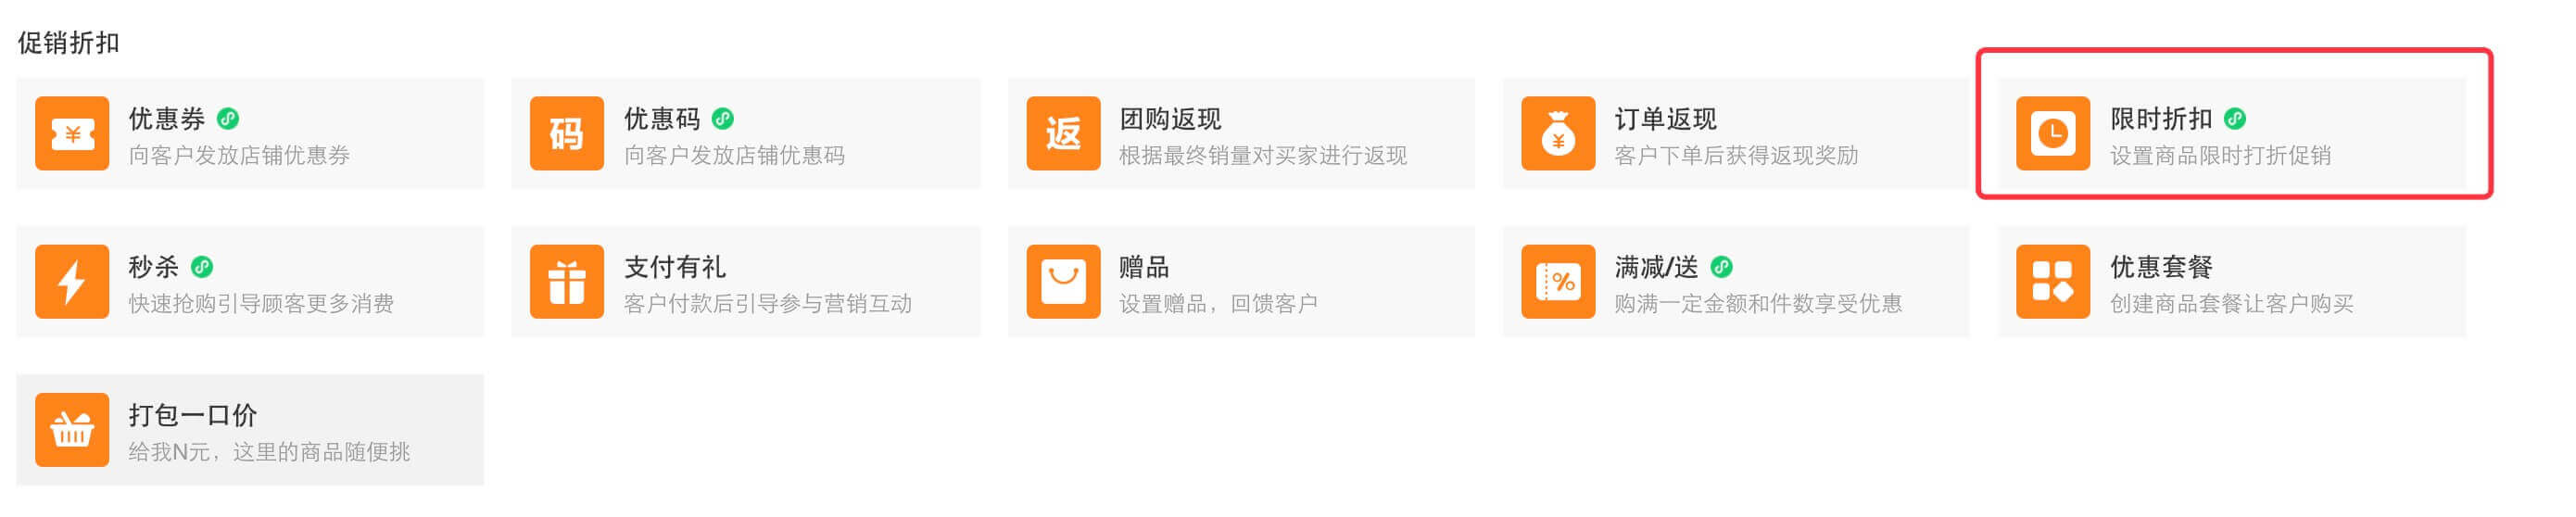 促销折扣
优惠券
向客户发放店铺优惠券
码
优惠码
向客户发放店铺优惠码
返
团购返现
根据最终销量对买家进行返现
¥
订单返现
客户下单后获得返现奖励
限时折扣
设置商品限时打折促销
秒杀
快速抢购引导顾客更多消费
支付有礼
客户付款后引导参与营销互动
赠品
设置赠品，回馈客户
%
满减/送
购满一定金额和件数享受优惠
优惠套餐
创建商品套餐让客户购买
打包一口价
给我N元，这里的商品随便挑